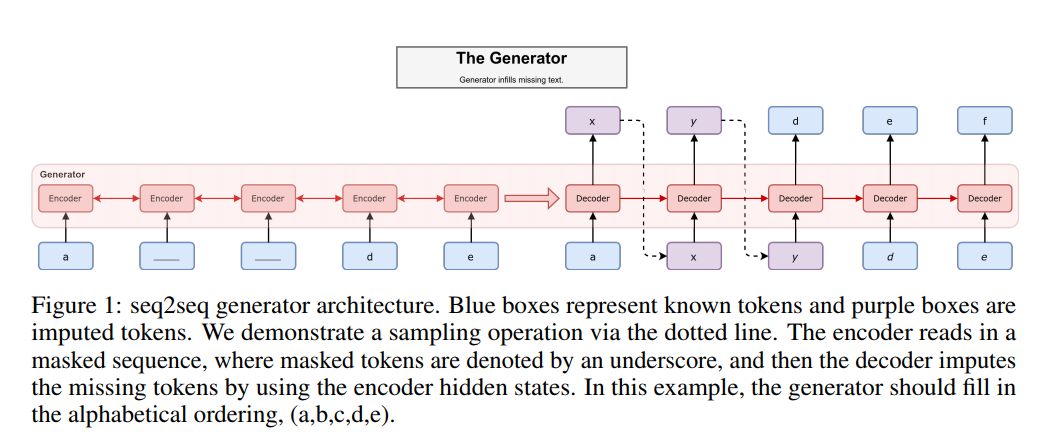 The Generator
Generator infills missing text.
x y d e f
Generator
Encoder Encoder Encoder Encoder Encoder Decoder Decoder Decoder Decoder Decoder
a ___ ___ d e a x y d e
Figure 1: seq2seq generator architecture. Blue boxes represent known tokens and purple boxes are
imputed tokens. We demonstrate a sampling operation via the dotted line. The encoder reads in a
masked sequence, where masked tokens are denoted by an underscore, and then the decoder imputes
the missing tokens by using the encoder hidden states. In this example, the generator should fill in
the alphabetical ordering, (a,b,c,d,e).